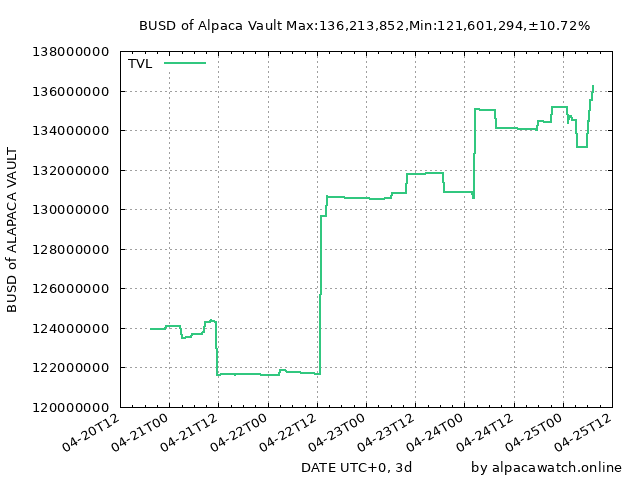 BUSD of Alpaca Vault Max:136,213,852,Min:121,601,294,±10.72%
138000000
TVL
136000000
134000000
132000000
130000000
128000000
126000000
124000000
122000000
120000000
BUSD of ALAPACA VAULT
04-20T12
04-21T00
04-21T12
04-22T00
04-22T12
04-23T00
04-23T12
04-24T00
04-24T12
04-25T00
04-25T12
DATE UTC+0, 3d
by alpacawatch.online